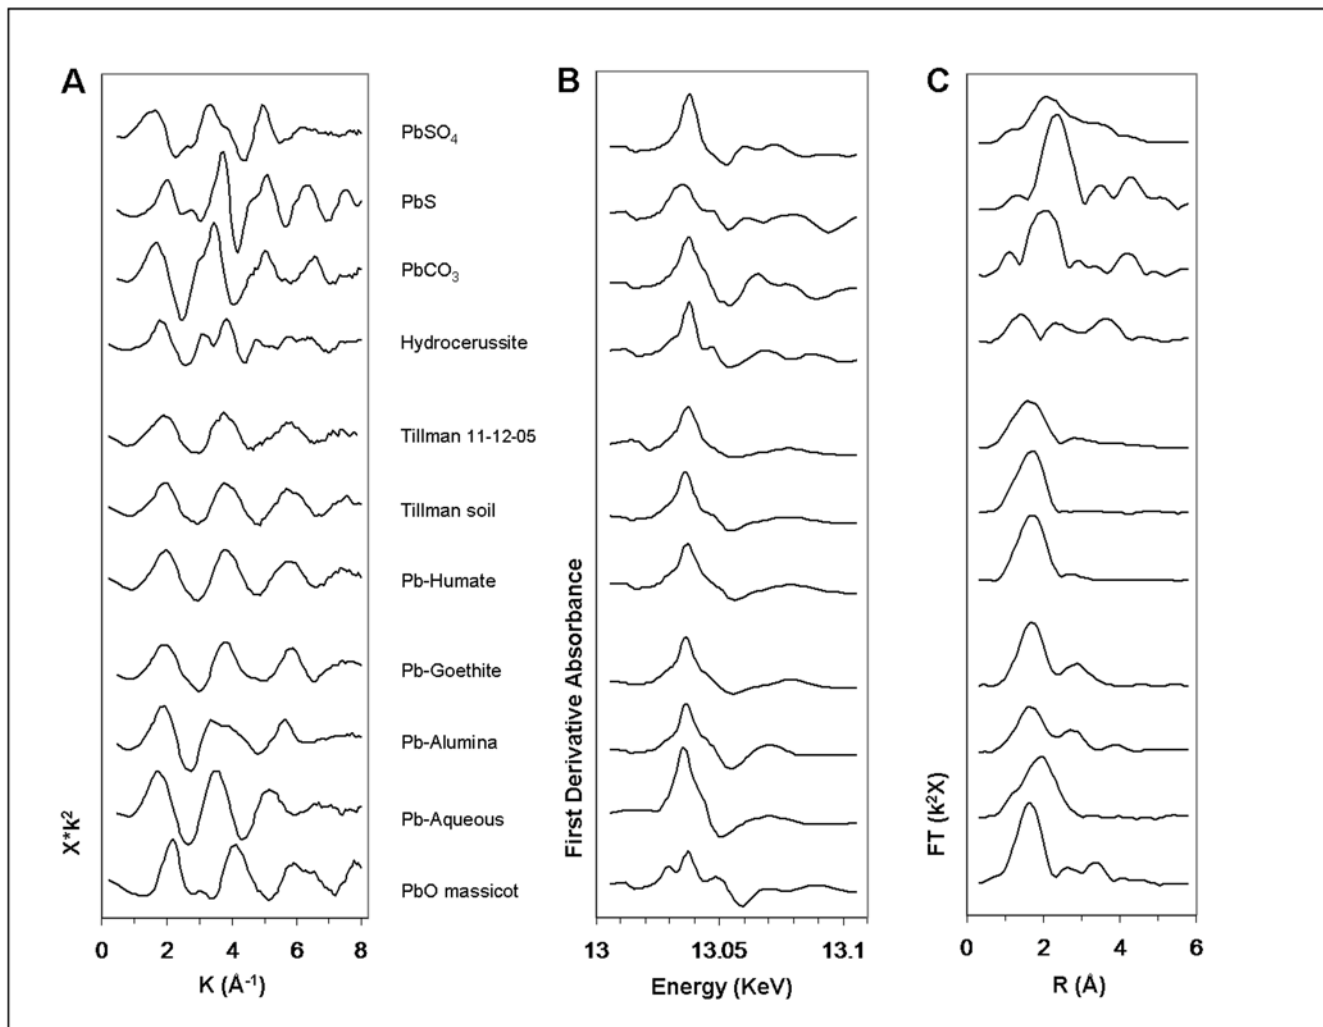 A
B
C
PbSO₄
PbS
PbCO₃
Hydrocerussite
Tillman 11-12-05
Tillman soil
Pb-Humate
Pb-Goethite
Pb-Alumina
Pb-Aqueous
PbO massicot
X*k²
First Derivative Absorbance
FT (k²X)
0 2 4 6 8
13 13.05 13.1
0 2 4 6
K (Å⁻¹)
Energy (KeV)
R (Å)